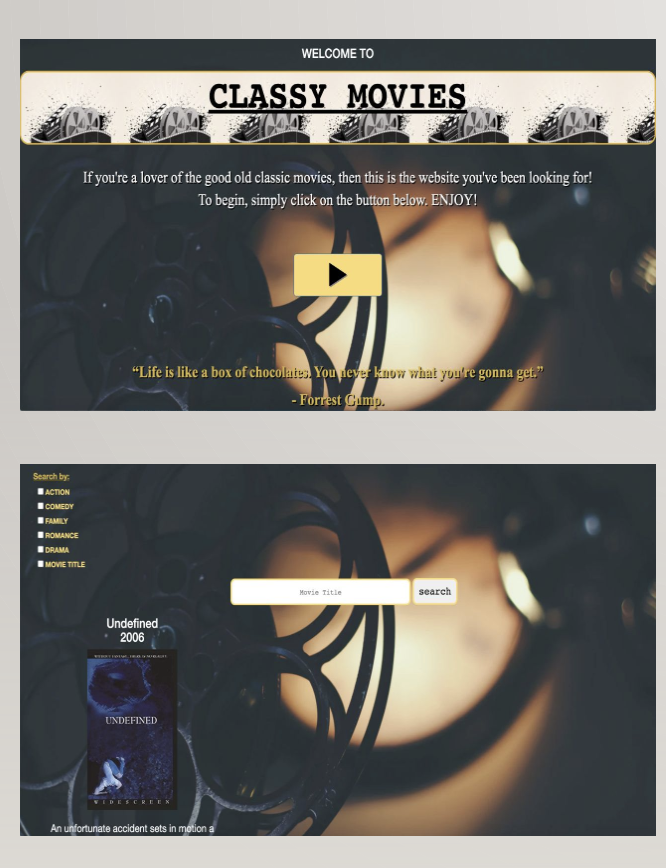 WELCOME TO
CLASSY MOVIES
If you're a lover of the good old classic movies, then this is the website you've been looking for!
To begin, simply click on the button below. ENJOY!
“Life is like a box of chocolates. You never know what you're gonna get.”
- Forrest Gump.
Search by:
ACTION
COMEDY
FAMILY
ROMANCE
DRAMA
MOVIE TITLE
Movie Title
search
Undefined
2006
UNDEFINED
WIDESCREEN
An unfortunate accident sets in motion a